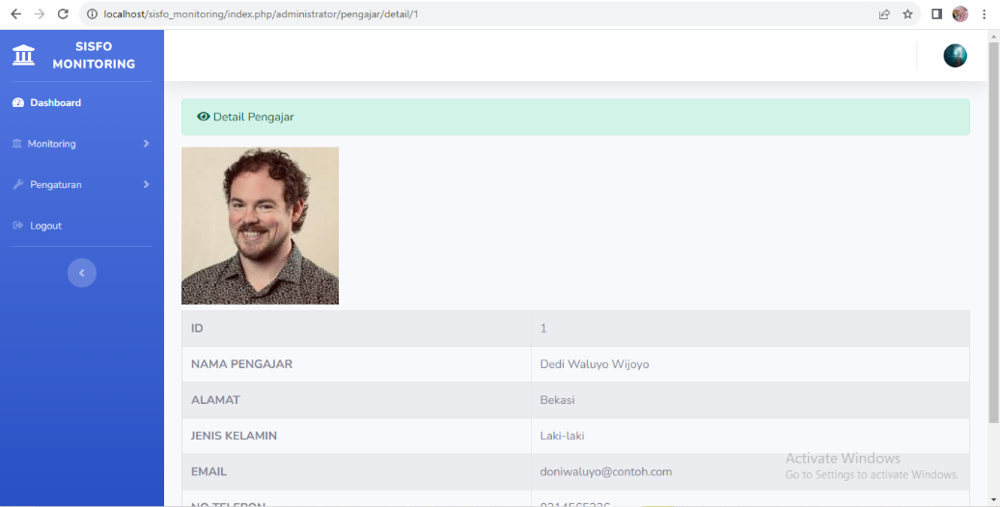 localhost/sisfo_monitoring/index.php/administrator/pengajar/detail/1
SISFO
MONITORING
Dashboard
Monitoring
Pengaturan
Logout
Detail Pengajar
ID 1
NAMA PENGAJAR Dedi Waluyo Wijoyo
ALAMAT Bekasi
JENIS KELAMIN Laki-laki
EMAIL doniwaluyo@contoh.com
Activate Windows
Go to Settings to activate Windows.
NO TELEPON